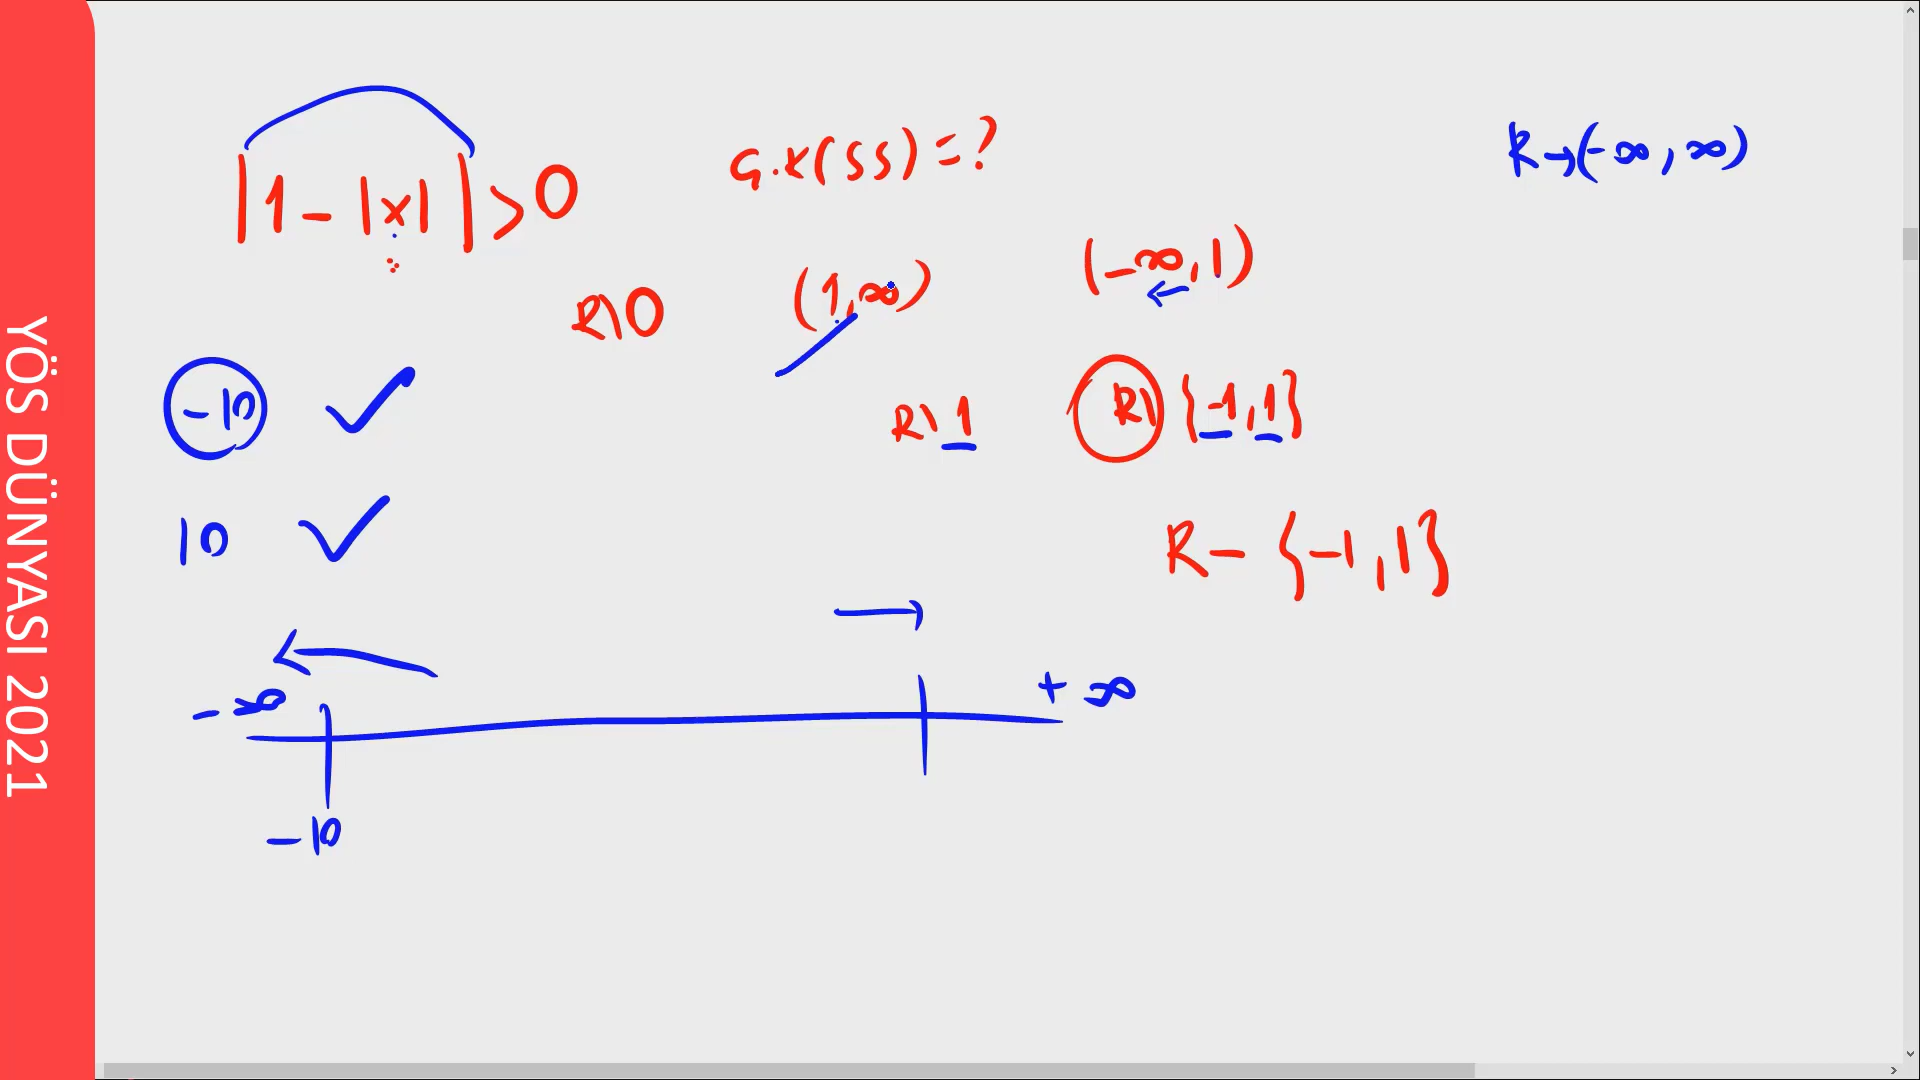 YÖS DÜNYASI 2021
|1-|x||>0
G.K(SS)=?
R→(-∞,∞)
R\0
(1,∞)
(-∞,1)
-10
R\1
R\{-1,1}
10
R-{-1,1}
-∞
+∞
-10